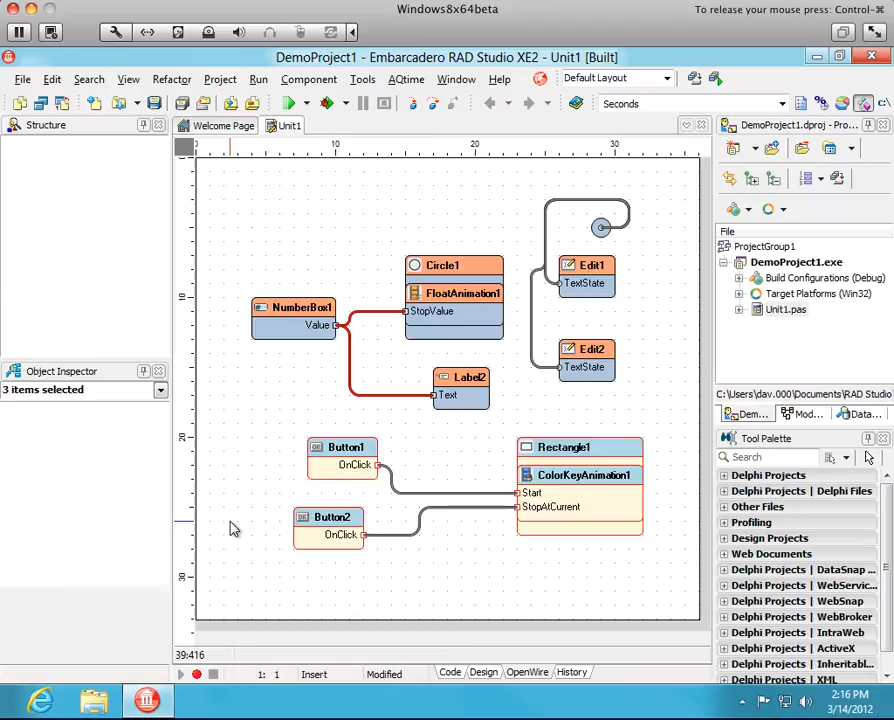 Windows8x64beta
To release your mouse press: Control-⌘
DemoProject1 - Embarcadero RAD Studio XE2 - Unit1 [Built]
File Edit Search View Refactor Project Run Component Tools AQtime Window Help
Default Layout
Seconds
Structure
Welcome Page
Unit1
DemoProject1.dproj - Pro...
10
20
30
10
20
30
Circle1
FloatAnimation1
StopValue
NumberBox1
Value
Label2
Text
Edit1
TextState
Edit2
TextState
Button1
OnClick
Button2
OnClick
Rectangle1
ColorKeyAnimation1
Start
StopAtCurrent
Object Inspector
3 items selected
File
ProjectGroup1
DemoProject1.exe
Build Configurations (Debug)
Target Platforms (Win32)
Unit1.pas
C:\Users\dav.000\Documents\RAD Studio
Dem...
Mod...
Data...
Tool Palette
Search
Delphi Projects
Delphi Projects | Delphi Files
Other Files
Profiling
Design Projects
Web Documents
Delphi Projects | DataSnap ...
Delphi Projects | WebServic...
Delphi Projects | WebSnap
Delphi Projects | WebBroker
Delphi Projects | IntraWeb
Delphi Projects | ActiveX
Delphi Projects | Inheritabl...
Delphi Projects | XML
39:416
1: 1
Insert
Modified
Code
Design
OpenWire
History
2:16 PM
3/14/2012